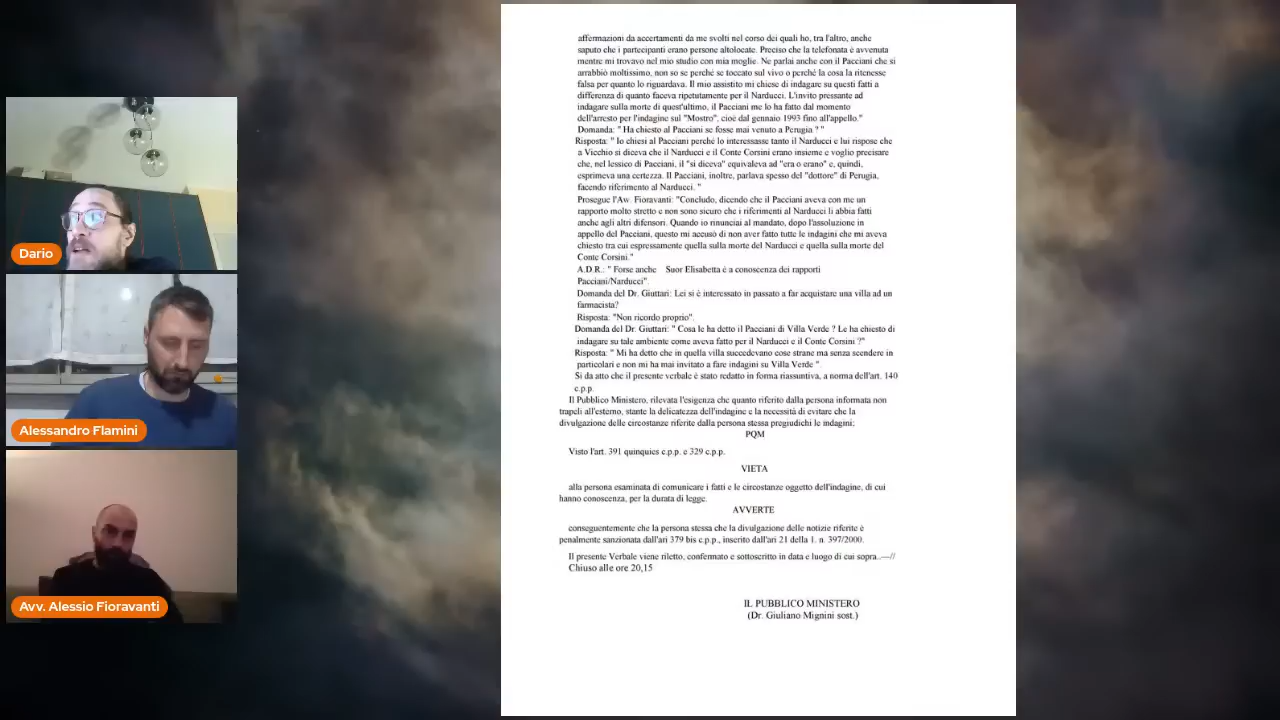 Dario
Alessandro Flamini
Avv. Alessio Fioravanti
affermazioni da accertamenti da me svolti nel corso dei quali ho, tra l'altro, anche
saputo che i partecipanti erano persone altolocate. Preciso che la telefonata è avvenuta
mentre mi trovavo nel mio studio con mia moglie. Ne parlai anche con il Pacciani che si
arrabbiò moltissimo, non so se perché se toccato sul vivo o perché la cosa la ritenesse
falsa per quanto lo riguardava. Il mio assistito mi chiese di indagare su questi fatti a
differenza di quanto faceva ripetutamente per il Narducci. L'invito pressante ad
indagare sulla morte di quest'ultimo, il Pacciani me lo ha fatto dal momento
dell'arresto per l'indagine sul "Mostro", cioè dal gennaio 1993 fino all'appello."
Domanda: " Ha chiesto al Pacciani se fosse mai venuto a Perugia ? "
Risposta: " Io chiesi al Pacciani perché lo interessasse tanto il Narducci e lui rispose che
a Vicchio si diceva che il Narducci e il Conte Corsini erano insieme e voglio precisare
che, nel lessico di Pacciani, il "si diceva" equivaleva ad "era o erano" e, quindi,
esprimeva una certezza. Il Pacciani, inoltre, parlava spesso del "dottore" di Perugia,
facendo riferimento al Narducci. "
Prosegue l'Aw. Fioravanti: "Concludo, dicendo che il Pacciani aveva con me un
rapporto molto stretto e non sono sicuro che i riferimenti al Narducci li abbia fatti
anche agli altri difensori. Quando io rinunciai al mandato, dopo l'assoluzione in
appello del Pacciani, questo mi accusò di non aver fatto tutte le indagini che mi aveva
chiesto tra cui espressamente quella sulla morte del Narducci e quella sulla morte del
Conte Corsini."
A.D.R.: " Forse anche Suor Elisabetta è a conoscenza dei rapporti
Pacciani/Narducci".
Domanda del Dr. Giuttari: Lei si è interessato in passato a far acquistare una villa ad un
farmacista?
Risposta: "Non ricordo proprio".
Domanda del Dr. Giuttari: " Cosa le ha detto il Pacciani di Villa Verde ? Le ha chiesto di
indagare su tale ambiente come aveva fatto per il Narducci e il Conte Corsini ?"
Risposta: " Mi ha detto che in quella villa succedevano cose strane ma senza scendere in
particolari e non mi ha mai invitato a fare indagini su Villa Verde ".
Si dà atto che il presente verbale è stato redatto in forma riassuntiva, a norma dell'art. 140
c.p.p.
Il Pubblico Ministero, rilevata l'esigenza che quanto riferito dalla persona informata non
trapeli all'esterno, stante la delicatezza dell'indagine e la necessità di evitare che la
divulgazione delle circostanze riferite dalla persona stessa pregiudichi le indagini;
PQM
Visto l'art. 391 quinquies c.p.p. e 329 c.p.p.
VIETA
alla persona esaminata di comunicare i fatti e le circostanze oggetto dell'indagine, di cui
hanno conoscenza, per la durata di legge.
AVVERTE
conseguentemente che la persona stessa che la divulgazione delle notizie riferite è
penalmente sanzionata dall'ari 379 bis c.p.p., inserito dall'ari 21 della 1. n. 397/2000.
Il presente Verbale viene riletto, confermato e sottoscritto in data e luogo di cui sopra..—//
Chiuso alle ore 20,15
IL PUBBLICO MINISTERO
(Dr. Giuliano Mignini sost.)